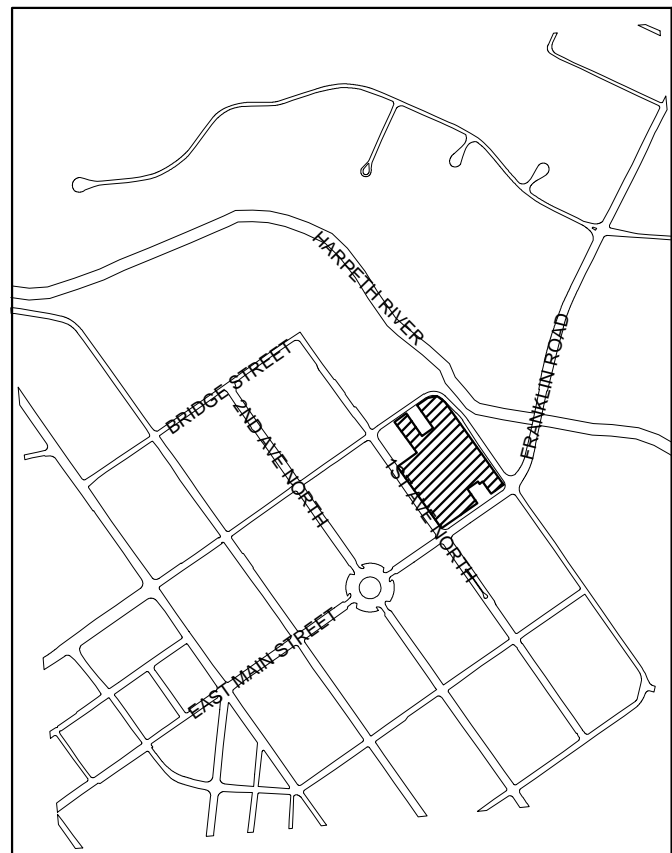 HARPETH RIVER
FRANKLIN ROAD
BRIDGE STREET
2ND AVE NORTH
1ST AVE NORTH
EAST MAIN STREET